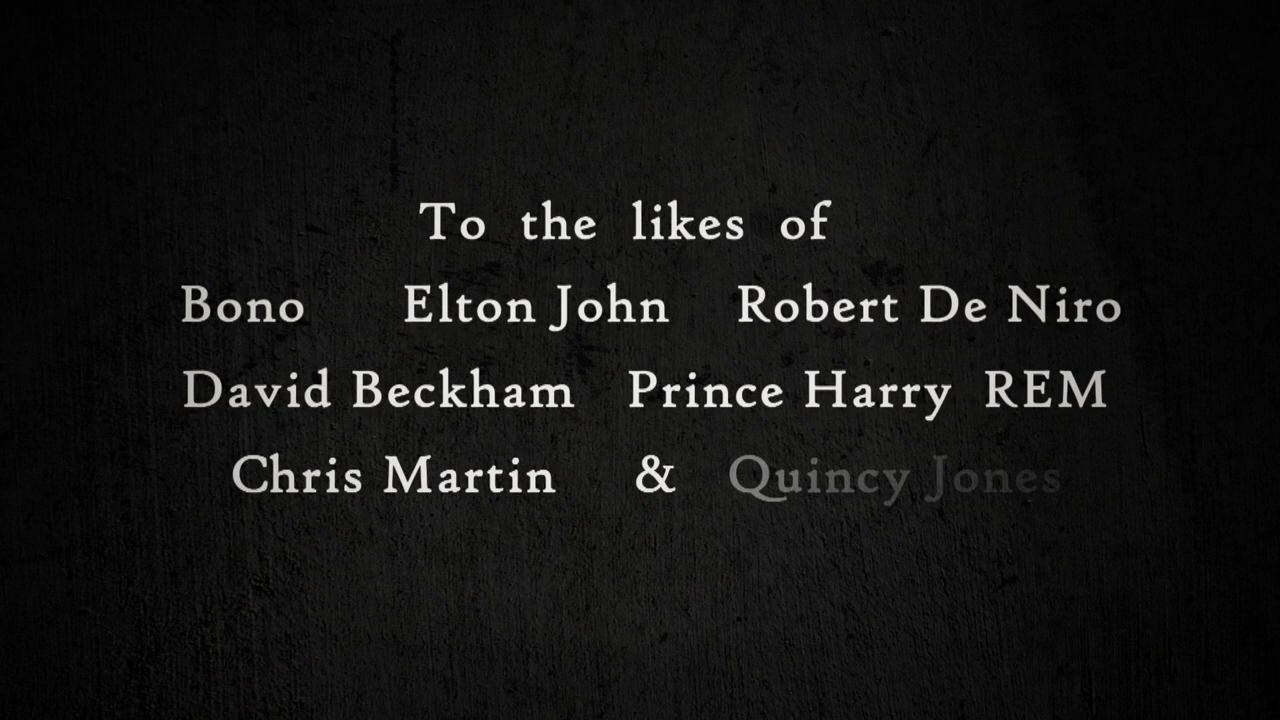 To the likes of
Bono Elton John Robert De Niro
David Beckham Prince Harry REM
Chris Martin & Quincy Jones